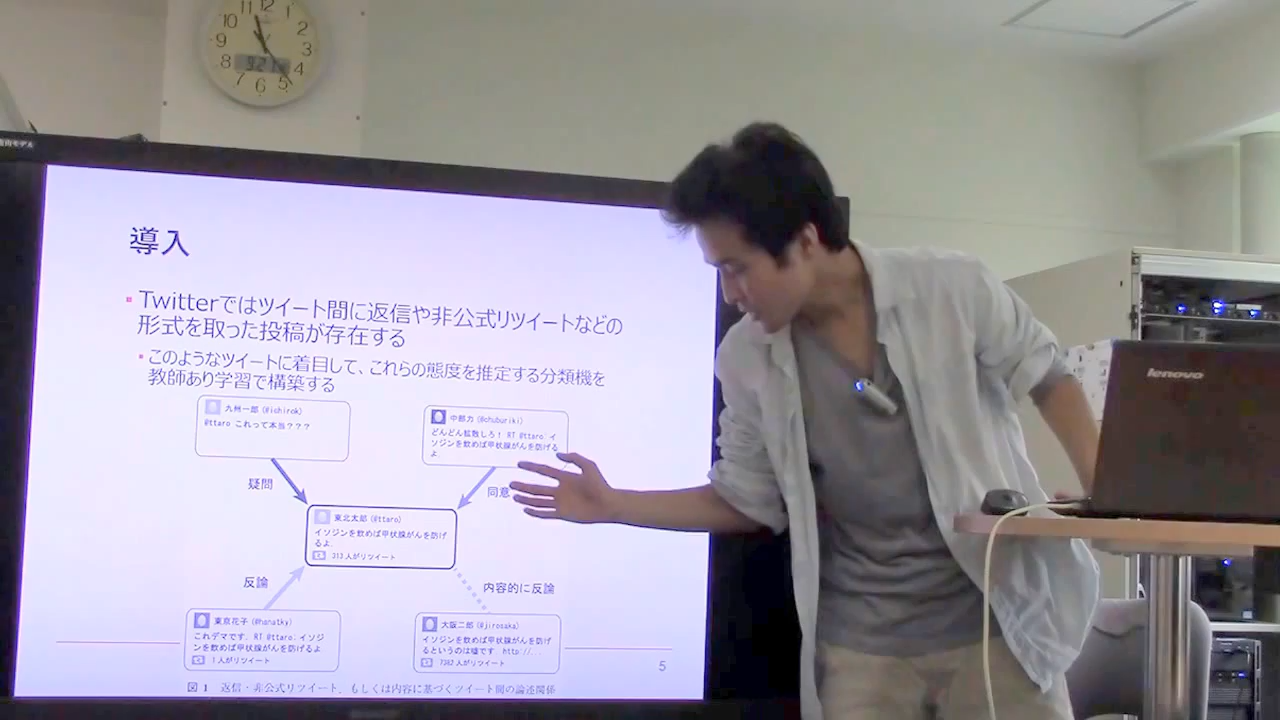 導入
Twitterではツイート間に返信や非公式リツイートなどの
形式を取った投稿が存在する
このようなツイートに着目して、これらの態度を推定する分類機を
教師あり学習で構築する
九州一郎 (@ishirok)
@ttaro これって本当???
中部力 (@chuburiki)
どんどん拡散しろ! RT @ttaro: イ
ソジンを飲めば甲状腺がんを防げる
よ.
疑問
同意
東北太郎 (@ttaro)
イソジンを飲めば甲状腺がんを防げ
るよ.
313 人がリツイート
反論
内容的に反論
東京花子 (@hanatky)
これデマです. RT @ttaro: イソジ
ンを飲めば甲状腺がんを防げるよ.
1 人がリツイート
大阪二郎 (@jirosaka)
イソジンを飲めば甲状腺がんを防げ
るというのは嘘です. http://...
7362 人がリツイート
5
図 1 返信・非公式リツイート, もしくは内容に基づくツイート間の論述関係
12
1
2
3
4
5
6
7
8
9
10
lenovo